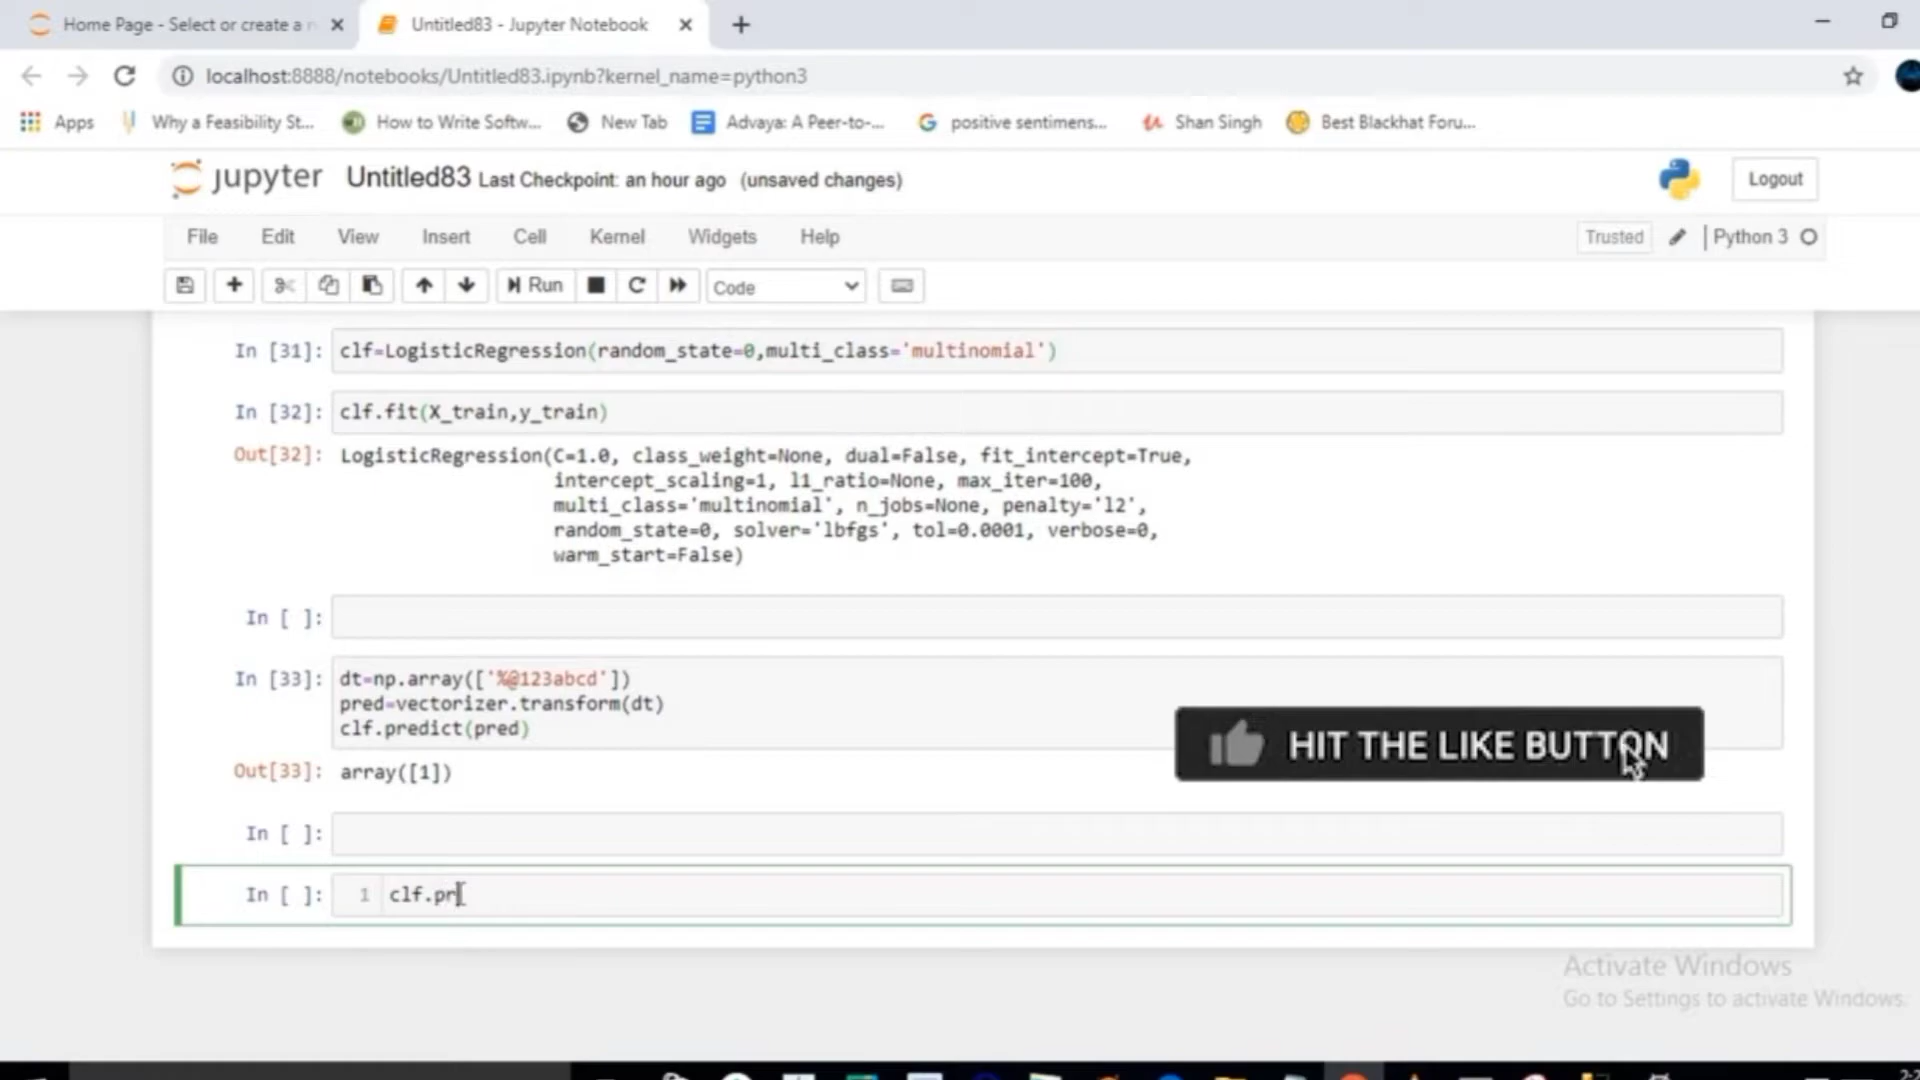 Home Page - Select or create a n
Untitled83 - Jupyter Notebook
localhost:8888/notebooks/Untitled83.ipynb?kernel_name=python3
Apps
Why a Feasibility St...
How to Write Softw...
New Tab
Advaya: A Peer-to-...
positive sentimens...
Shan Singh
Best Blackhat Foru...
jupyter Untitled83 Last Checkpoint: an hour ago (unsaved changes)
Logout
File Edit View Insert Cell Kernel Widgets Help
Trusted
Python 3
Run
Code
In [31]: clf=LogisticRegression(random_state=0,multi_class='multinomial')
In [32]: clf.fit(X_train,y_train)
Out[32]: LogisticRegression(C=1.0, class_weight=None, dual=False, fit_intercept=True,
intercept_scaling=1, l1_ratio=None, max_iter=100,
multi_class='multinomial', n_jobs=None, penalty='l2',
random_state=0, solver='lbfgs', tol=0.0001, verbose=0,
warm_start=False)
In [ ]:
In [33]: dt=np.array(['%@123abcd'])
pred=vectorizer.transform(dt)
clf.predict(pred)
HIT THE LIKE BUTTON
Out[33]: array([1])
In [ ]:
In [ ]: 1 clf.pr
Activate Windows
Go to Settings to activate Windows.